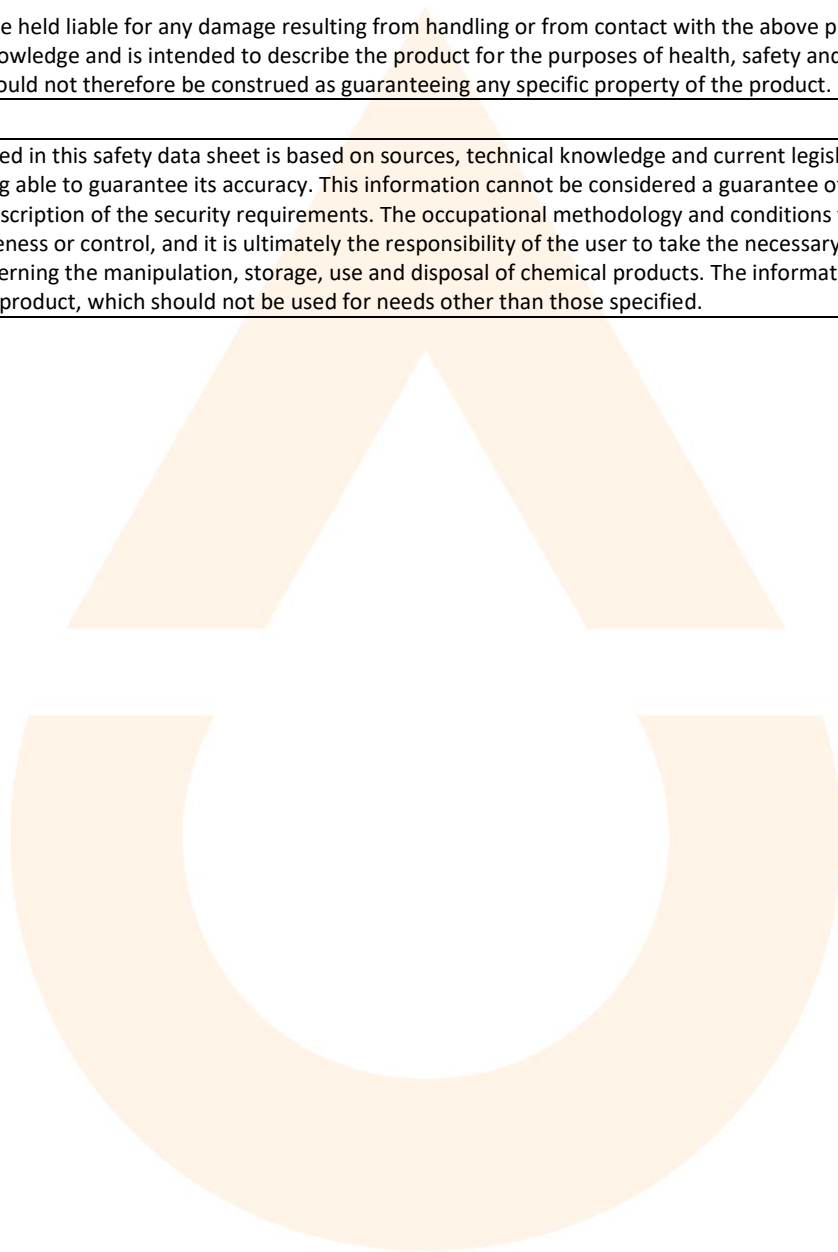 e held liable for any damage resulting from handling or from contact with the above p
owledge and is intended to describe the product for the purposes of health, safety and
ould not therefore be construed as guaranteeing any specific property of the product.
ed in this safety data sheet is based on sources, technical knowledge and current legisl
g able to guarantee its accuracy. This information cannot be considered a guarantee of
scription of the security requirements. The occupational methodology and conditions
eness or control, and it is ultimately the responsibility of the user to take the necessary
erning the manipulation, storage, use and disposal of chemical products. The informat
product, which should not be used for needs other than those specified.